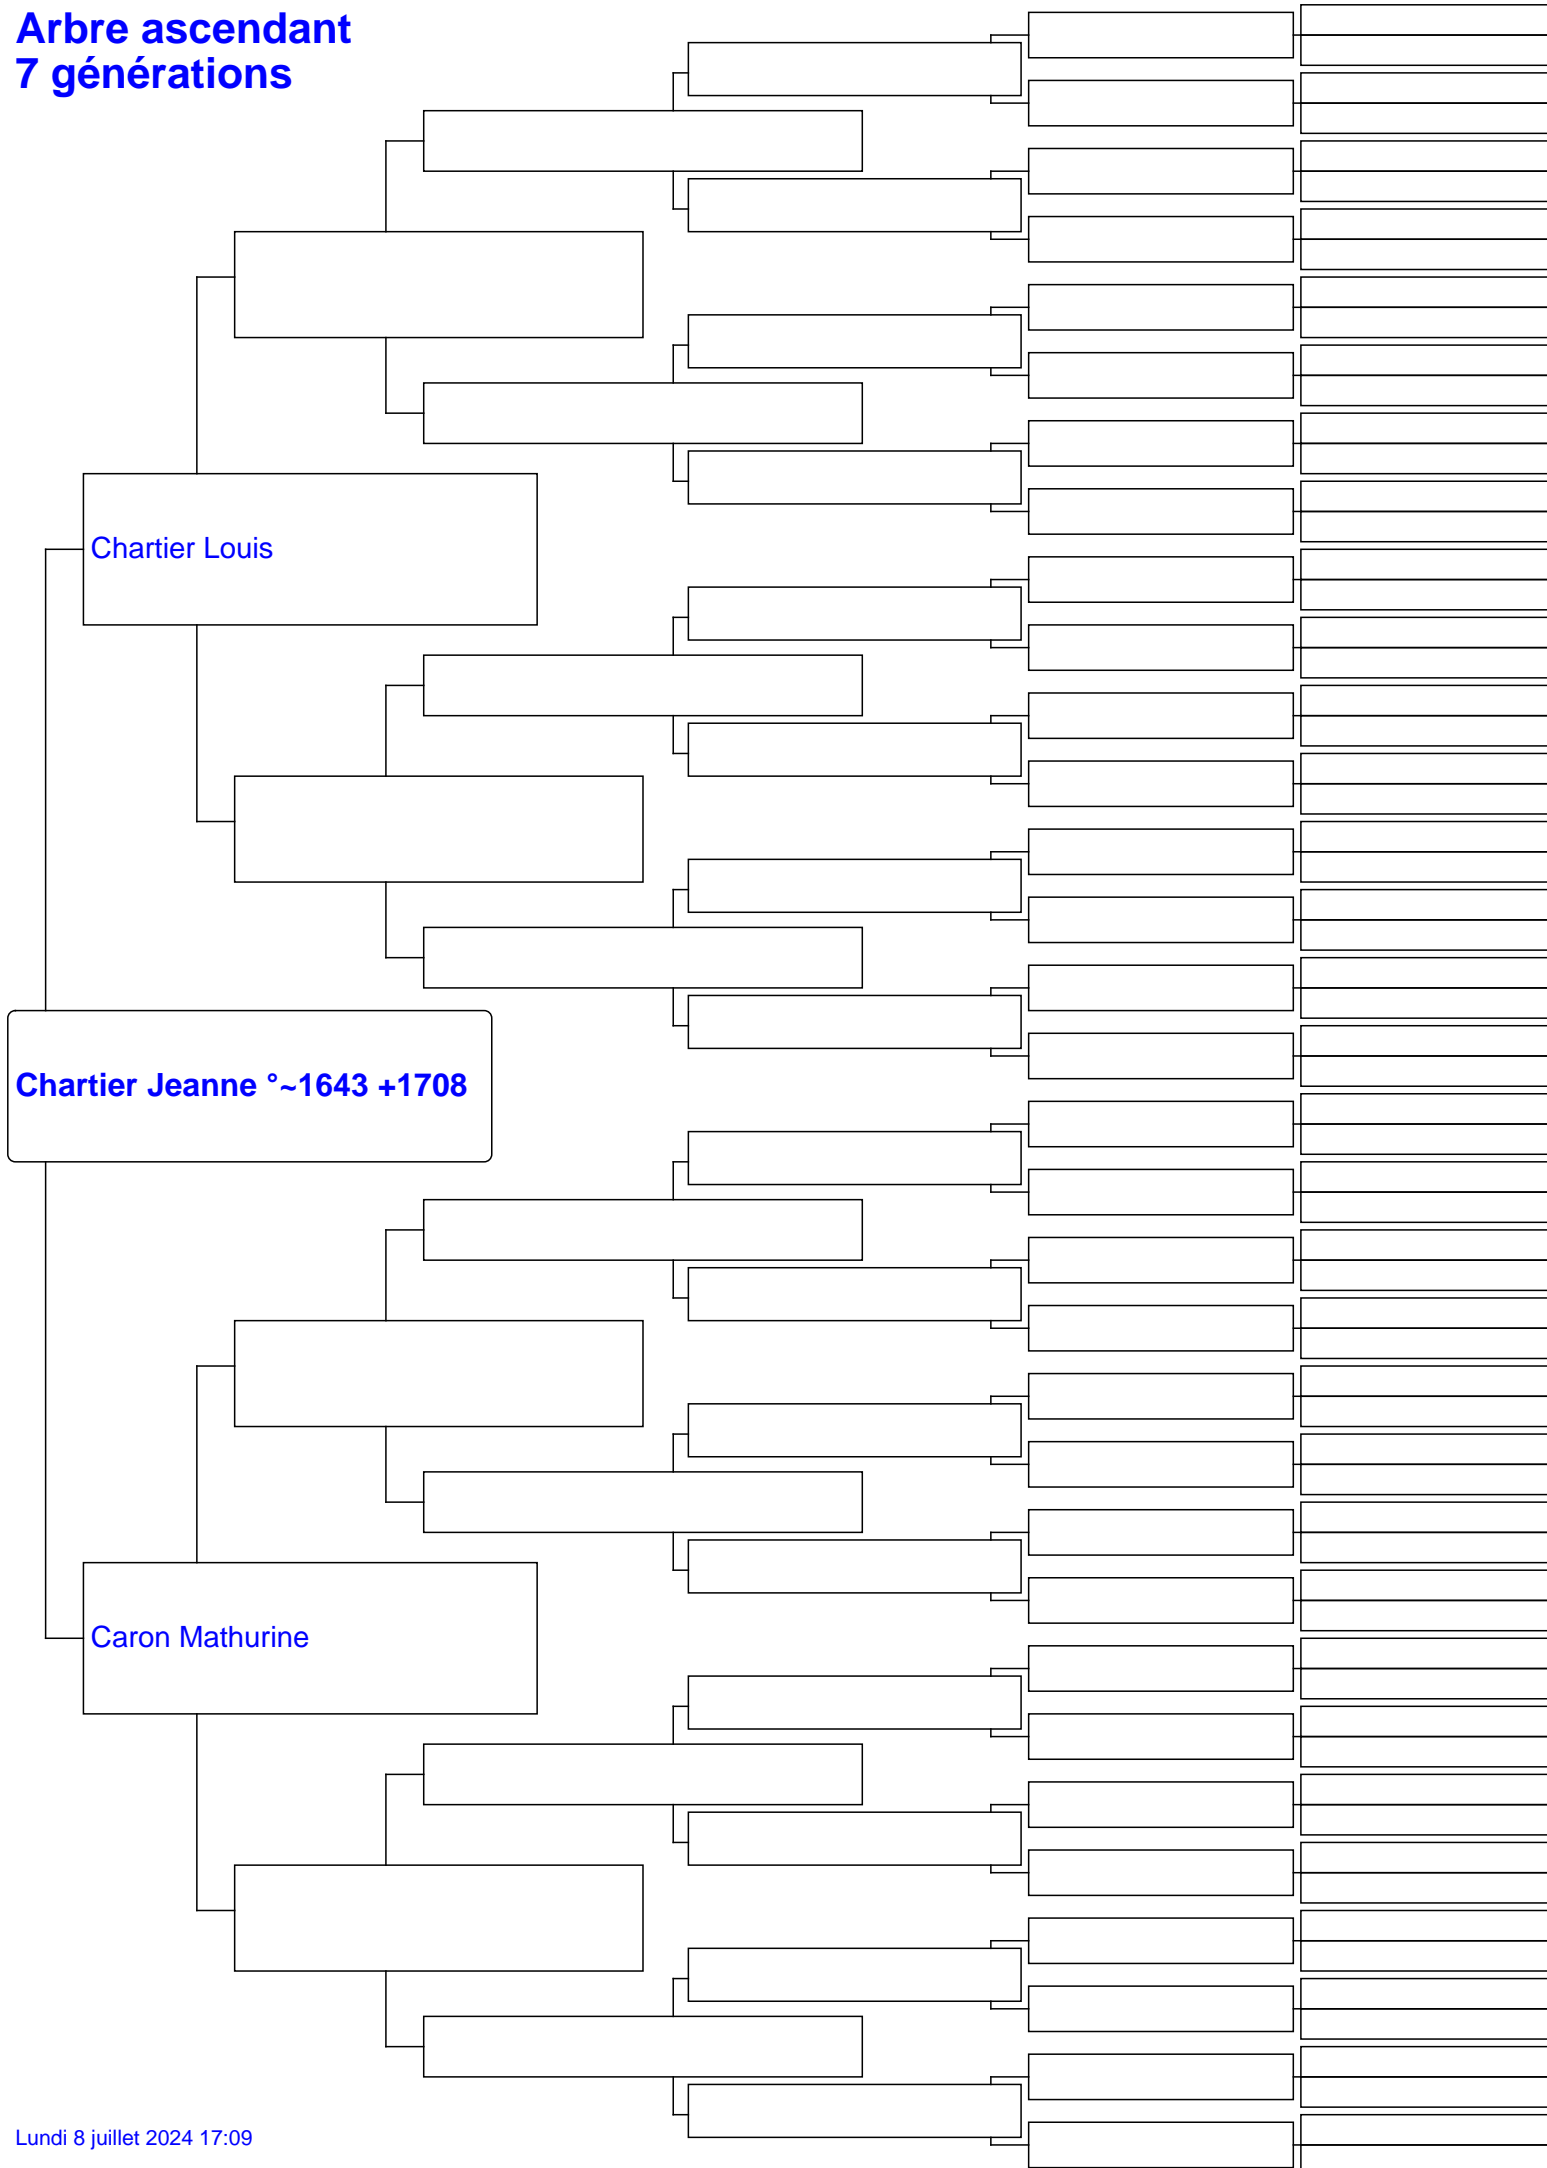 Arbre ascendant
7 générations
Chartier Louis
Chartier Jeanne °~1643 +1708
Caron Mathurine
Lundi 8 juillet 2024 17:09